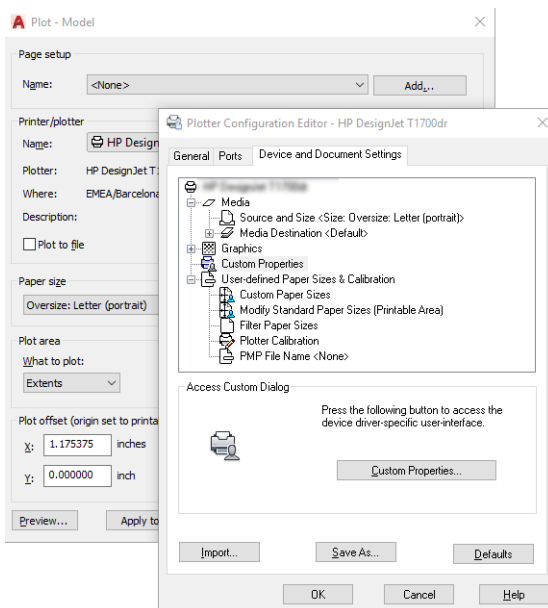 Plot - Model
Page setup
Name:
<None>
Add...
Printer/plotter
Name:
HP Design
Plotter:
HP DesignJet T1
Where:
EMEA/Barcelona
Description:
Plot to file
Paper size
Oversize: Letter (portrait)
Plot area
What to plot:
Extents
Plot offset (origin set to printa
X:
1.175375
inches
Y:
0.000000
inch
Preview...
Apply to
Plotter Configuration Editor - HP DesignJet T1700dr
General
Ports
Device and Document Settings
Media
Source and Size <Size: Oversize: Letter (portrait)>
Media Destination <Default>
Graphics
Custom Properties
User-defined Paper Sizes & Calibration
Custom Paper Sizes
Modify Standard Paper Sizes (Printable Area)
Filter Paper Sizes
Plotter Calibration
PMP File Name <None>
Access Custom Dialog
Press the following button to access the
device driver-specific user-interface.
Custom Properties...
Import...
Save As...
Defaults
OK
Cancel
Help